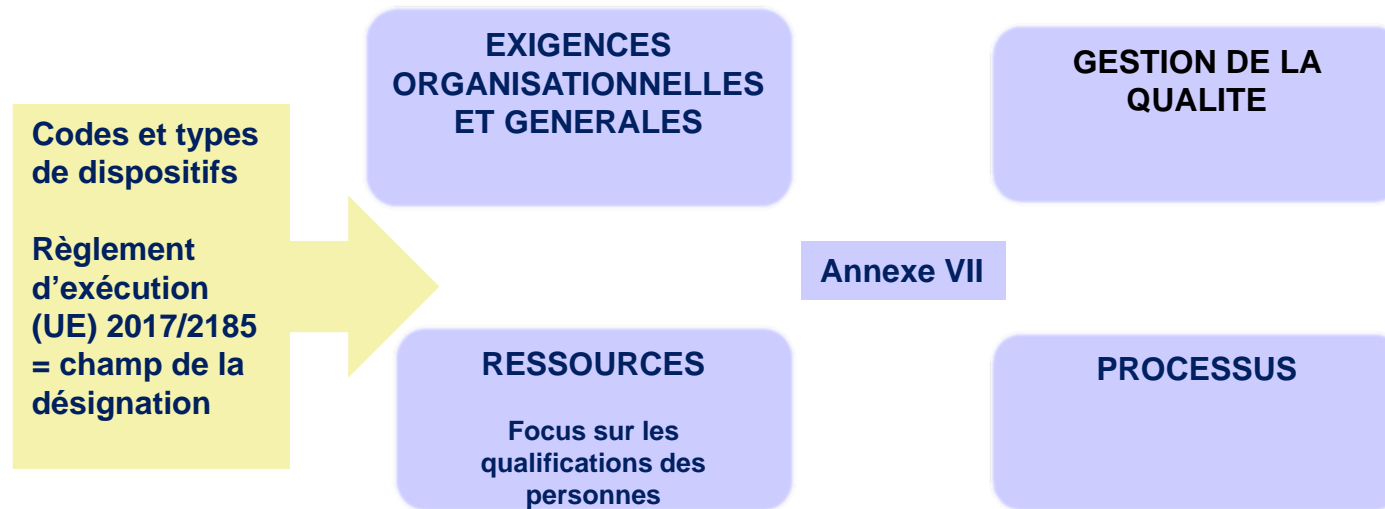 Codes et types
de dispositifs
Règlement
d’exécution
(UE) 2017/2185
= champ de la
désignation
EXIGENCES
ORGANISATIONNELLES
ET GENERALES
GESTION DE LA
QUALITE
Annexe VII
RESSOURCES
Focus sur les
qualifications des
personnes
PROCESSUS